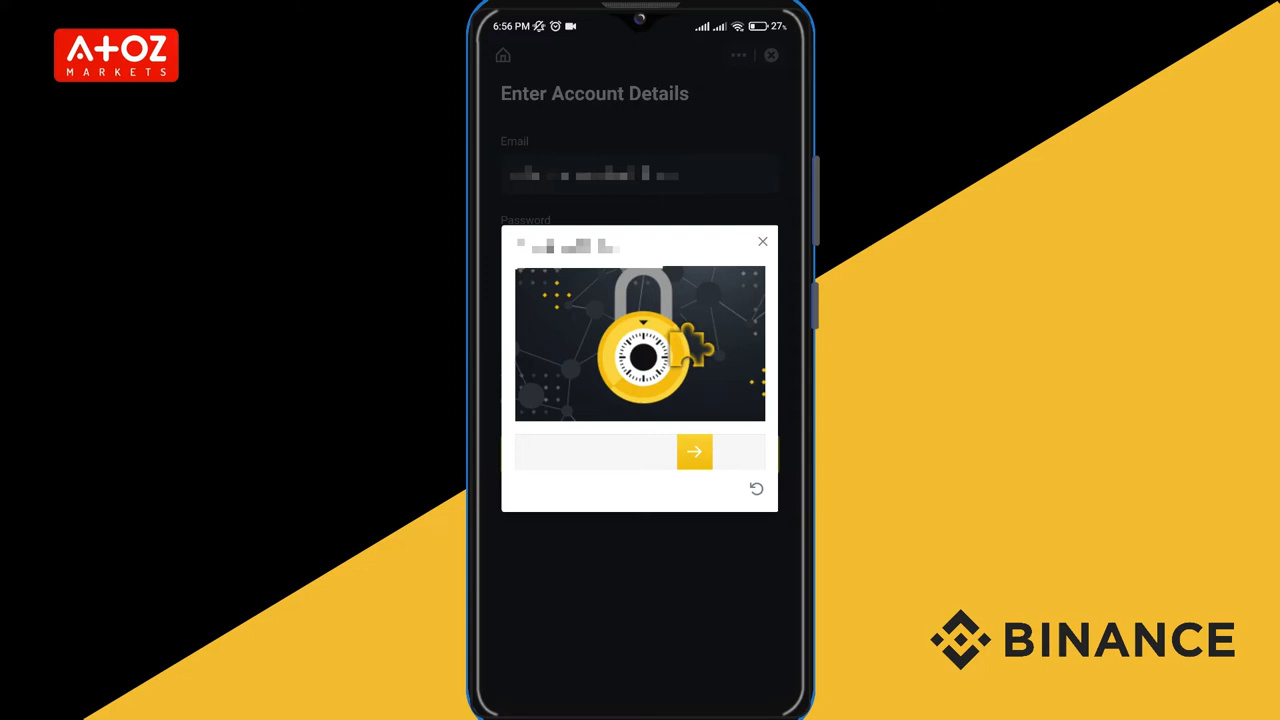 A+OZ
MARKETS
6:56 PM
27%
Enter Account Details
Email
Password
BINANCE